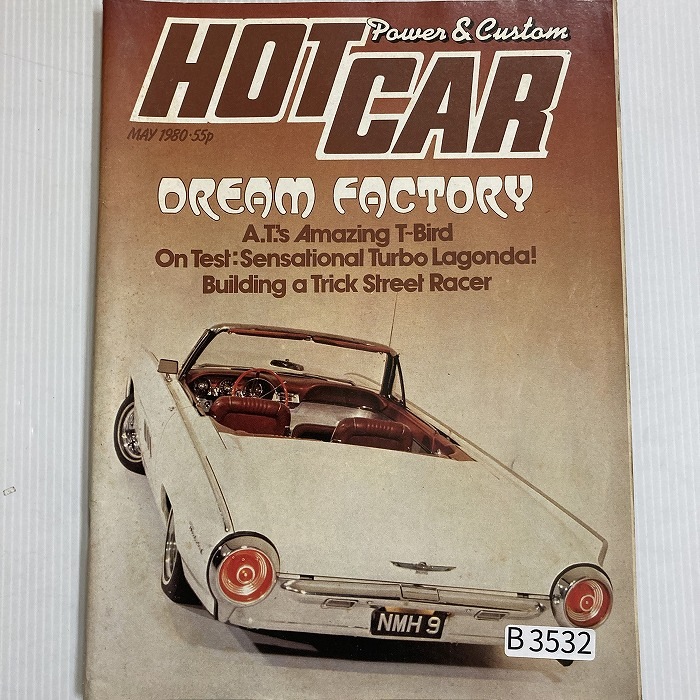 Power & Custom
HOT CAR
MAY 1980·55p
DREAM FACTORY
A.T.'s Amazing T-Bird
On Test: Sensational Turbo Lagonda!
Building a Trick Street Racer
NMH 9
B 3532